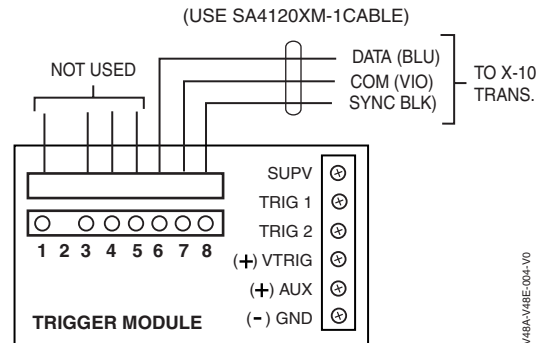 (USE SA4120XM-1CABLE)
DATA (BLU)
COM (VIO)
SYNC BLK)
TO X-10
TRANS.
NOT USED
SUPV
TRIG 1
TRIG 2
(+) VTRIG
(+) AUX
(-) GND
1 2 3 4 5 6 7 8
TRIGGER MODULE
V48A-V48E-004-V0